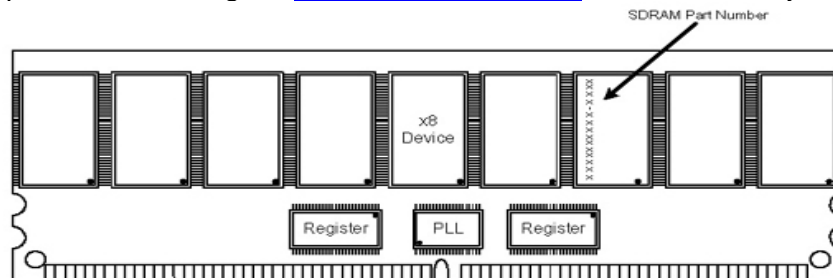 SDRAM Part Number
x8
Device
Register
PLL
Register